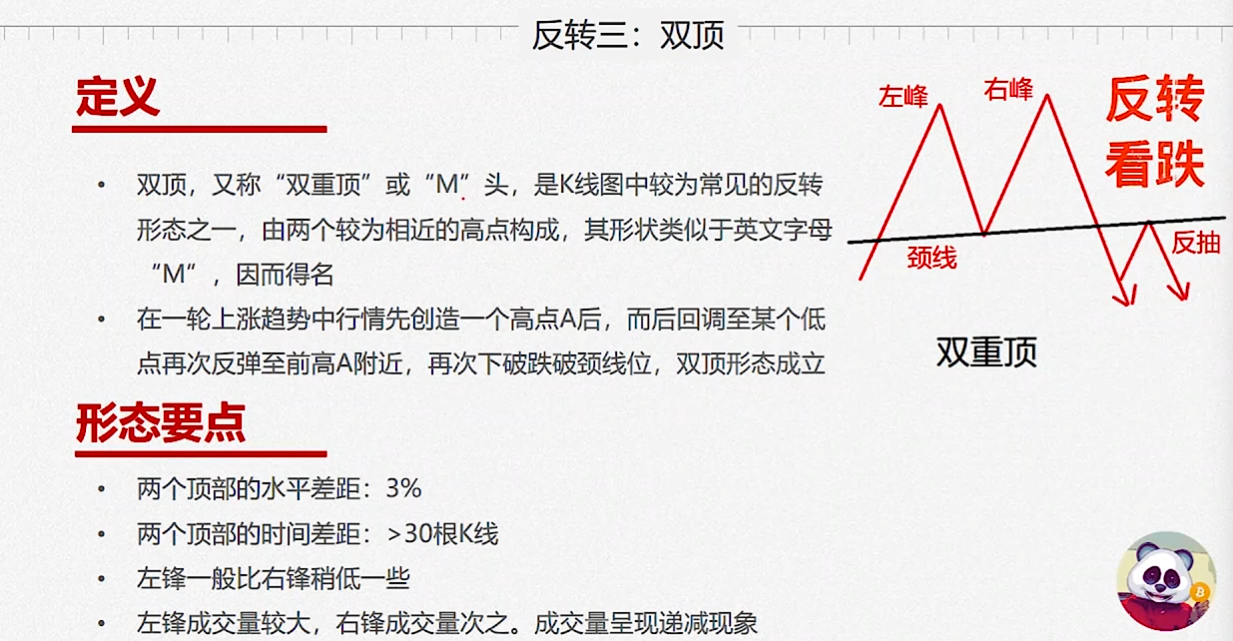 反转三：双顶
定义
• 双顶，又称“双重顶”或“M”头，是K线图中较为常见的反转
形态之一，由两个较为相近的高点构成，其形状类似于英文字母
“M”，因而得名
• 在一轮上涨趋势中行情先创造一个高点A后，而后回调至某个低
点再次反弹至前高A附近，再次下破跌破颈线位，双顶形态成立
左峰
右峰
反转
看跌
颈线
反抽
双重顶
形态要点
• 两个顶部的水平差距：3%
• 两个顶部的时间差距：>30根K线
• 左锋一般比右锋稍低一些
• 左锋成交量较大，右锋成交量次之。成交量呈现递减现象